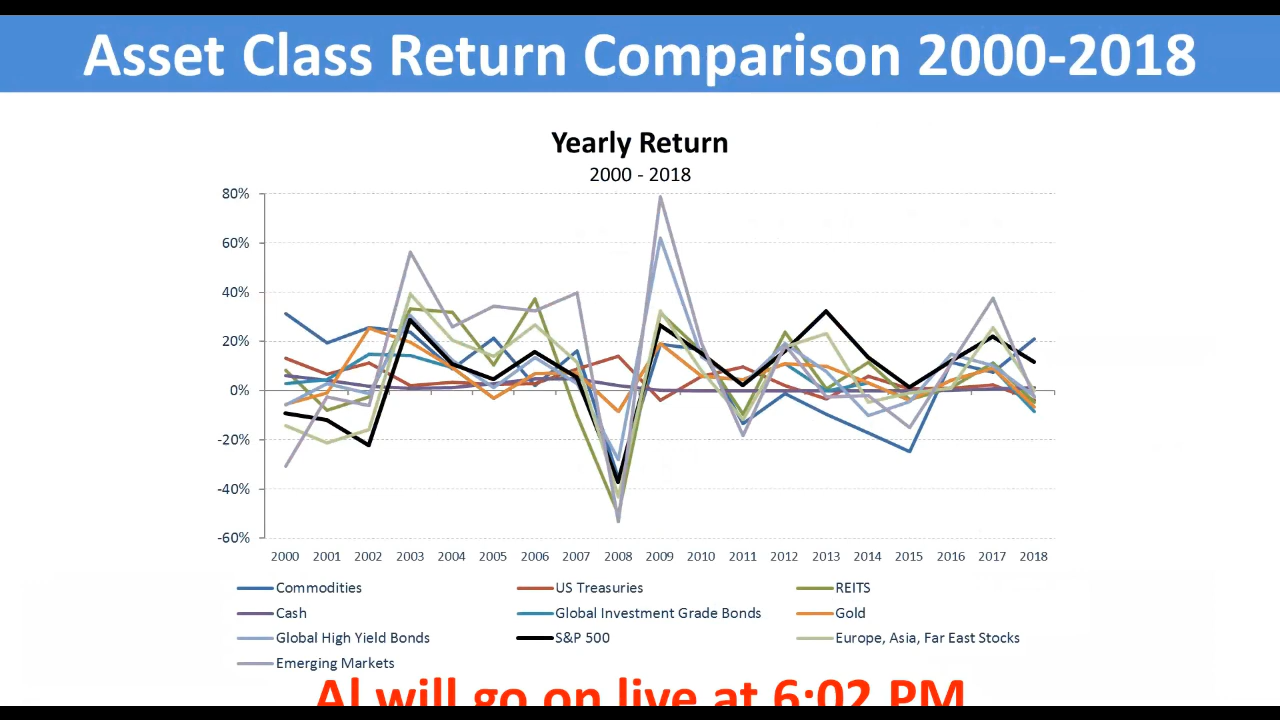 Asset Class Return Comparison 2000-2018
Yearly Return
2000 - 2018
80%
60%
40%
20%
0%
-20%
-40%
-60%
2000 2001 2002 2003 2004 2005 2006 2007 2008 2009 2010 2011 2012 2013 2014 2015 2016 2017 2018
Commodities US Treasuries REITS
Cash Global Investment Grade Bonds Gold
Global High Yield Bonds S&P 500 Europe, Asia, Far East Stocks
Emerging Markets
Al will go on live at 6:02 PM